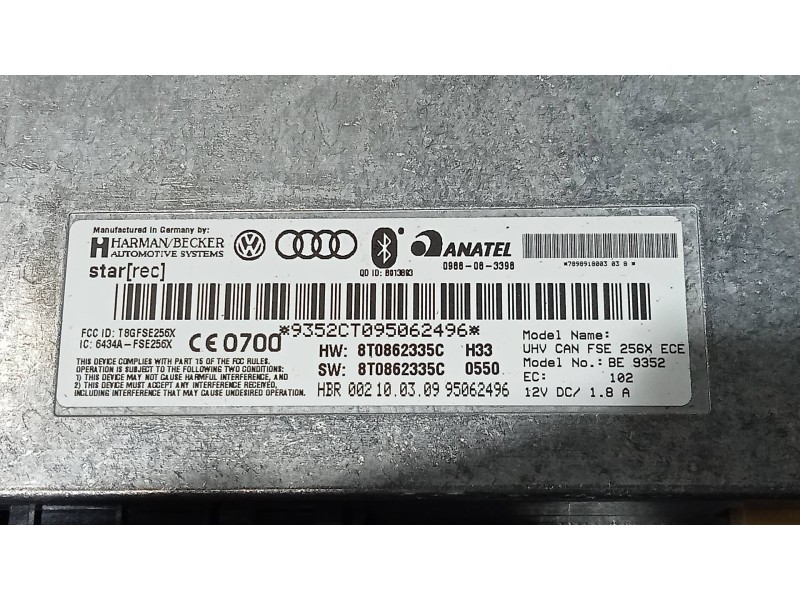 Manufactured in Germany by:
HARMAN/BECKER
AUTOMOTIVE SYSTEMS
star[rec]
QD ID: B013693
ANATEL
0988-08-3398
*7898918003 03 8 *
*9352CT095062496*
FCC ID: T8GFSE256X
IC: 6434A-FSE256X
CE 0700
HW: 8T0862335C H33
SW: 8T0862335C 0550
HBR 002 10.03.09 95062496
THIS DEVICE COMPLIES WITH PART 15 OF THE FCC RULES.
OPERATION IS SUBJECT TO THE FOLLOWING TWO CONDITIONS:
1) THIS DEVICE MAY NOT CAUSE HARMFUL INTERFERENCE, AND
2) THIS DEVICE MUST ACCEPT ANY INTERFERENCE RECEIVED,
INCLUDING INTERFERENCE THAT MAY CAUSE UNDESIRED OPERATION.
Model Name:
UHV CAN FSE 256X ECE
Model No.: BE 9352
EC: 102
12V DC/ 1.8 A